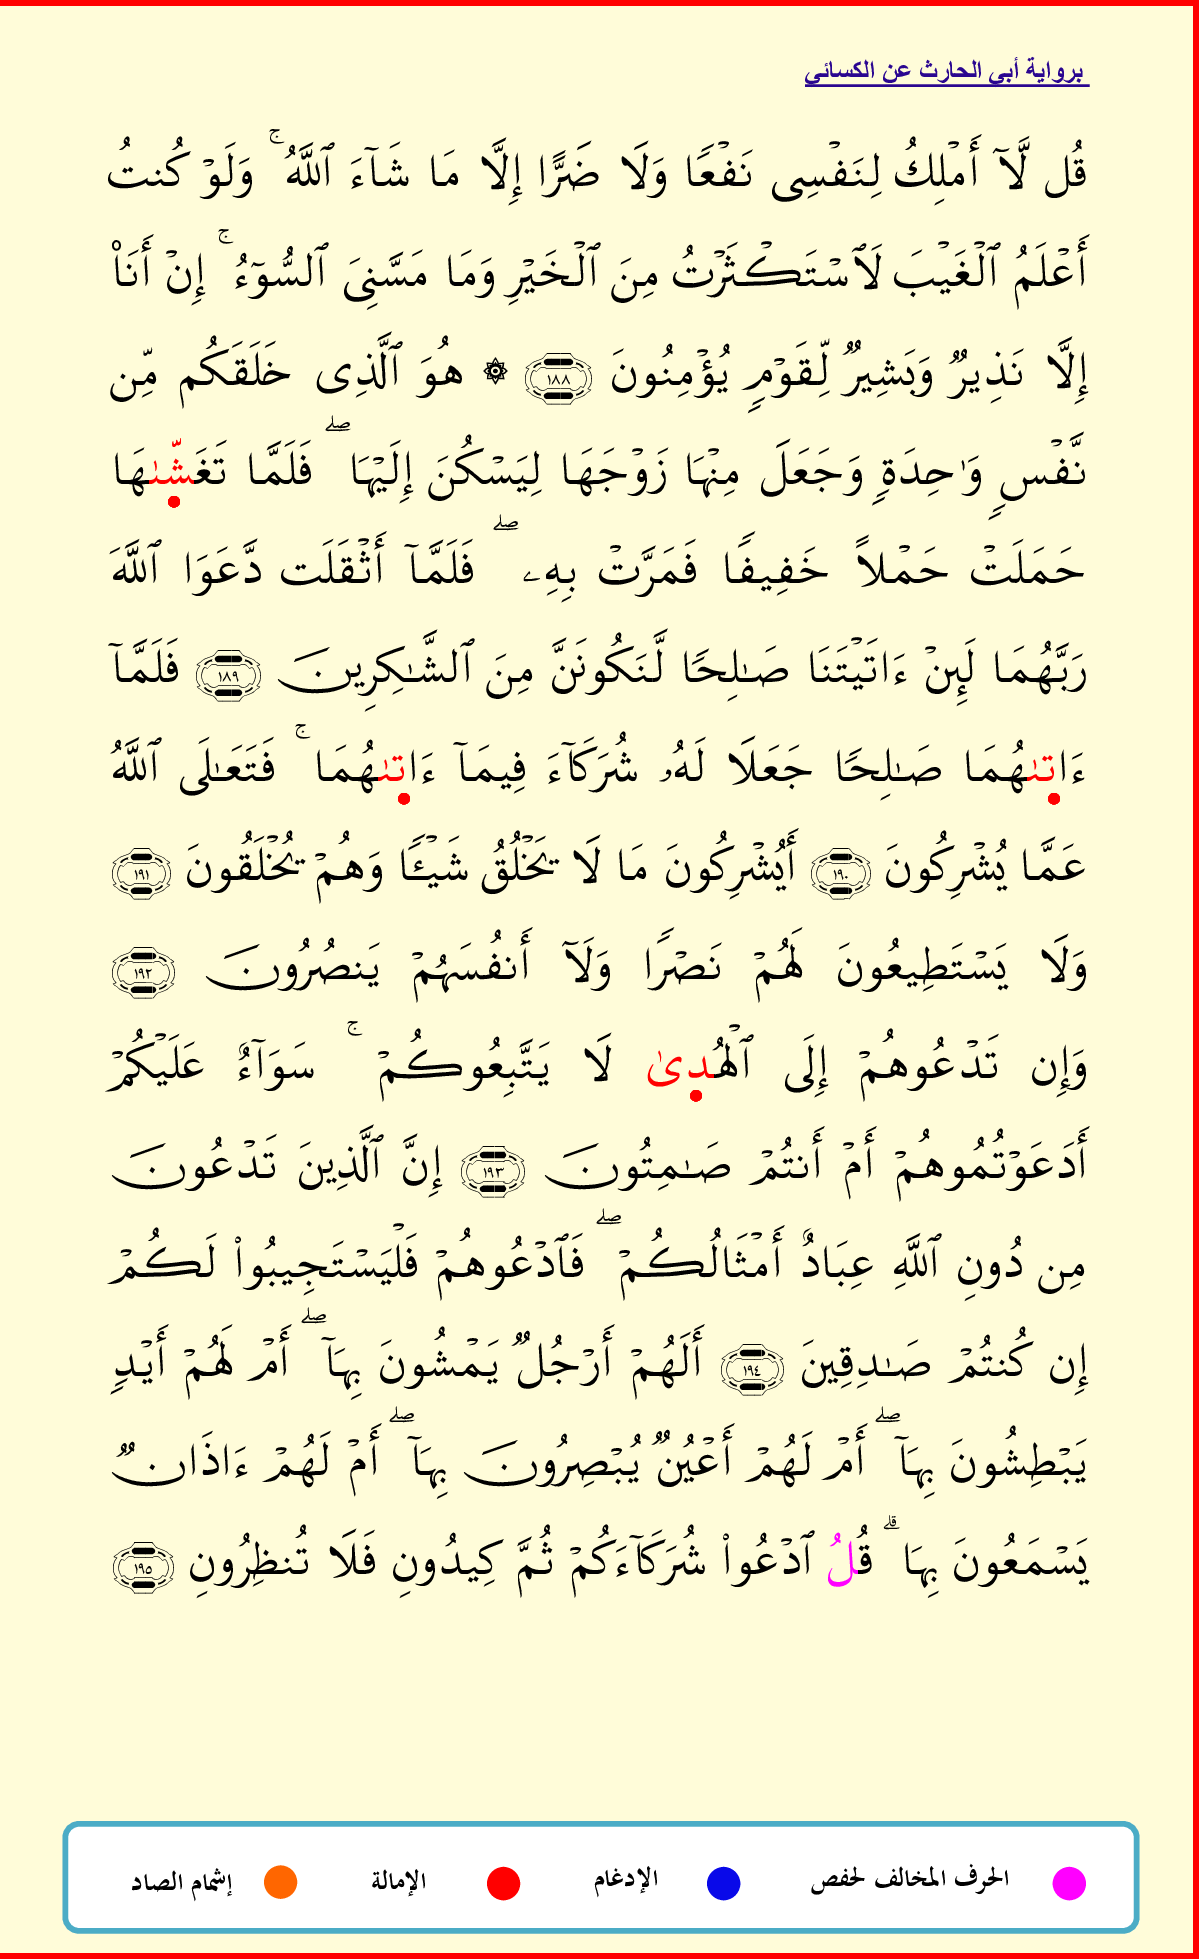 برواية أبي الحارث عن الكسائي
قُل لَّآ أَمْلِكُ لِنَفْسِى نَفْعًا وَلَا ضَرًّا إِلَّا مَا شَآءَ ٱللَّهُ ۚ وَلَوْ كُنتُ
أَعْلَمُ ٱلْغَيْبَ لَٱسْتَكْثَرْتُ مِنَ ٱلْخَيْرِ وَمَا مَسَّنِىَ ٱلسُّوٓءُ ۚ إِنْ أَنَا۠
إِلَّا نَذِيرٌ وَبَشِيرٌ لِّقَوْمٍ يُؤْمِنُونَ ١٨٨ ۞ هُوَ ٱلَّذِى خَلَقَكُم مِّن
نَّفْسٍ وَٰحِدَةٍ وَجَعَلَ مِنْهَا زَوْجَهَا لِيَسْكُنَ إِلَيْهَا ۖ فَلَمَّا تَغَشّىٰهَا
حَمَلَتْ حَمْلًا خَفِيفًا فَمَرَّتْ بِهِۦ ۖ فَلَمَّآ أَثْقَلَت دَّعَوَا ٱللَّهَ
رَبَّهُمَا لَئِنْ ءَاتَيْتَنَا صَـٰلِحًا لَّنَكُونَنَّ مِنَ ٱلشَّـٰكِرِينَ ١٨٩ فَلَمَّآ
ءَاتىٰهُمَا صَـٰلِحًا جَعَلَا لَهُۥ شُرَكَآءَ فِيمَآ ءَاتىٰهُمَا ۚ فَتَعَـٰلَى ٱللَّهُ
عَمَّا يُشْرِكُونَ ١٩٠ أَيُشْرِكُونَ مَا لَا يَخْلُقُ شَيْـًٔا وَهُمْ يُخْلَقُونَ ١٩١
وَلَا يَسْتَطِيعُونَ لَهُمْ نَصْرًا وَلَآ أَنفُسَهُمْ يَنصُرُونَ ١٩٢
وَإِن تَدْعُوهُمْ إِلَى ٱلْهُدىٰ لَا يَتَّبِعُوكُمْ ۚ سَوَآءٌ عَلَيْكُمْ
أَدَعَوْتُمُوهُمْ أَمْ أَنتُمْ صَـٰمِتُونَ ١٩٣ إِنَّ ٱلَّذِينَ تَدْعُونَ
مِن دُونِ ٱللَّهِ عِبَادٌ أَمْثَالُكُمْ ۖ فَٱدْعُوهُمْ فَلْيَسْتَجِيبُوا۟ لَكُمْ
إِن كُنتُمْ صَـٰدِقِينَ ١٩٤ أَلَهُمْ أَرْجُلٌ يَمْشُونَ بِهَآ ۖ أَمْ لَهُمْ أَيْدٍ
يَبْطِشُونَ بِهَآ ۖ أَمْ لَهُمْ أَعْيُنٌ يُبْصِرُونَ بِهَآ ۖ أَمْ لَهُمْ ءَاذَانٌ
يَسْمَعُونَ بِهَا ۗ قُلُ ٱدْعُوا۟ شُرَكَآءَكُمْ ثُمَّ كِيدُونِ فَلَا تُنظِرُونِ ١٩٥
الحرف المخالف لحفص الإدغام الإمالة إشمام الصاد